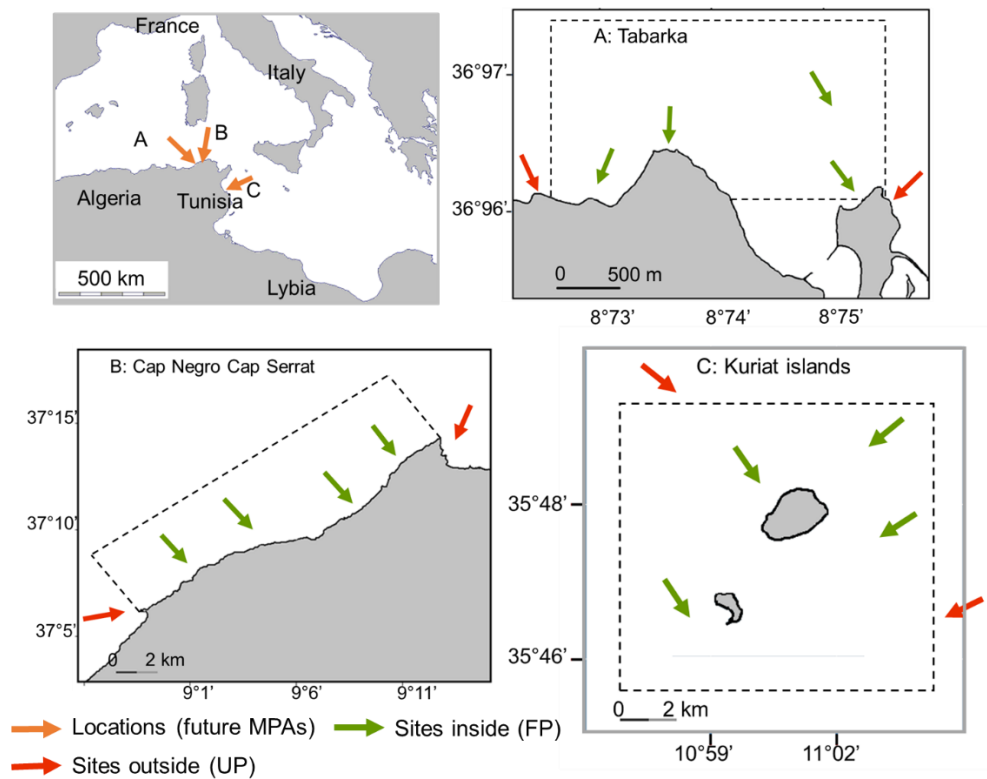 France
Italy
A
B
C
Algeria
Tunisia
500 km
Lybia
A: Tabarka
36°97'
36°96'
0 500 m
8°73' 8°74' 8°75'
B: Cap Negro Cap Serrat
37°15'
37°10'
37°5'
0 2 km
9°1' 9°6' 9°11'
C: Kuriat islands
35°48'
35°46'
0 2 km
10°59' 11°02'
Locations (future MPAs)
Sites inside (FP)
Sites outside (UP)